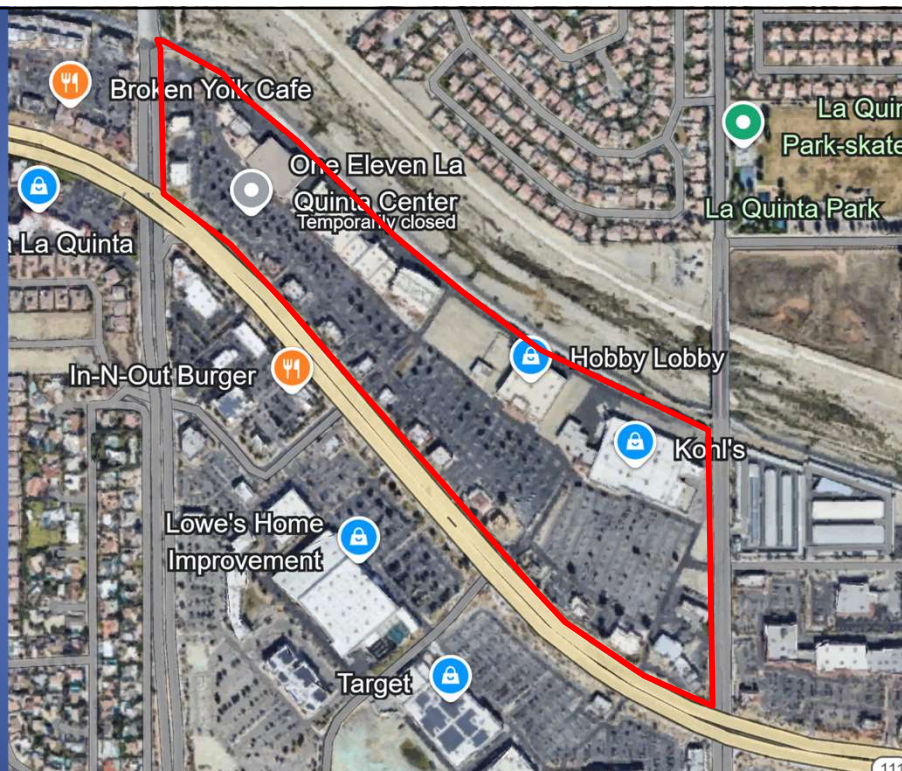 Broken Yolk Cafe
La Quin
Park-skate
One Eleven La
Quinta Center
Temporarily closed
La Quinta Park
a La Quinta
Hobby Lobby
In-N-Out Burger
Kohl's
Lowe's Home
Improvement
Target
111